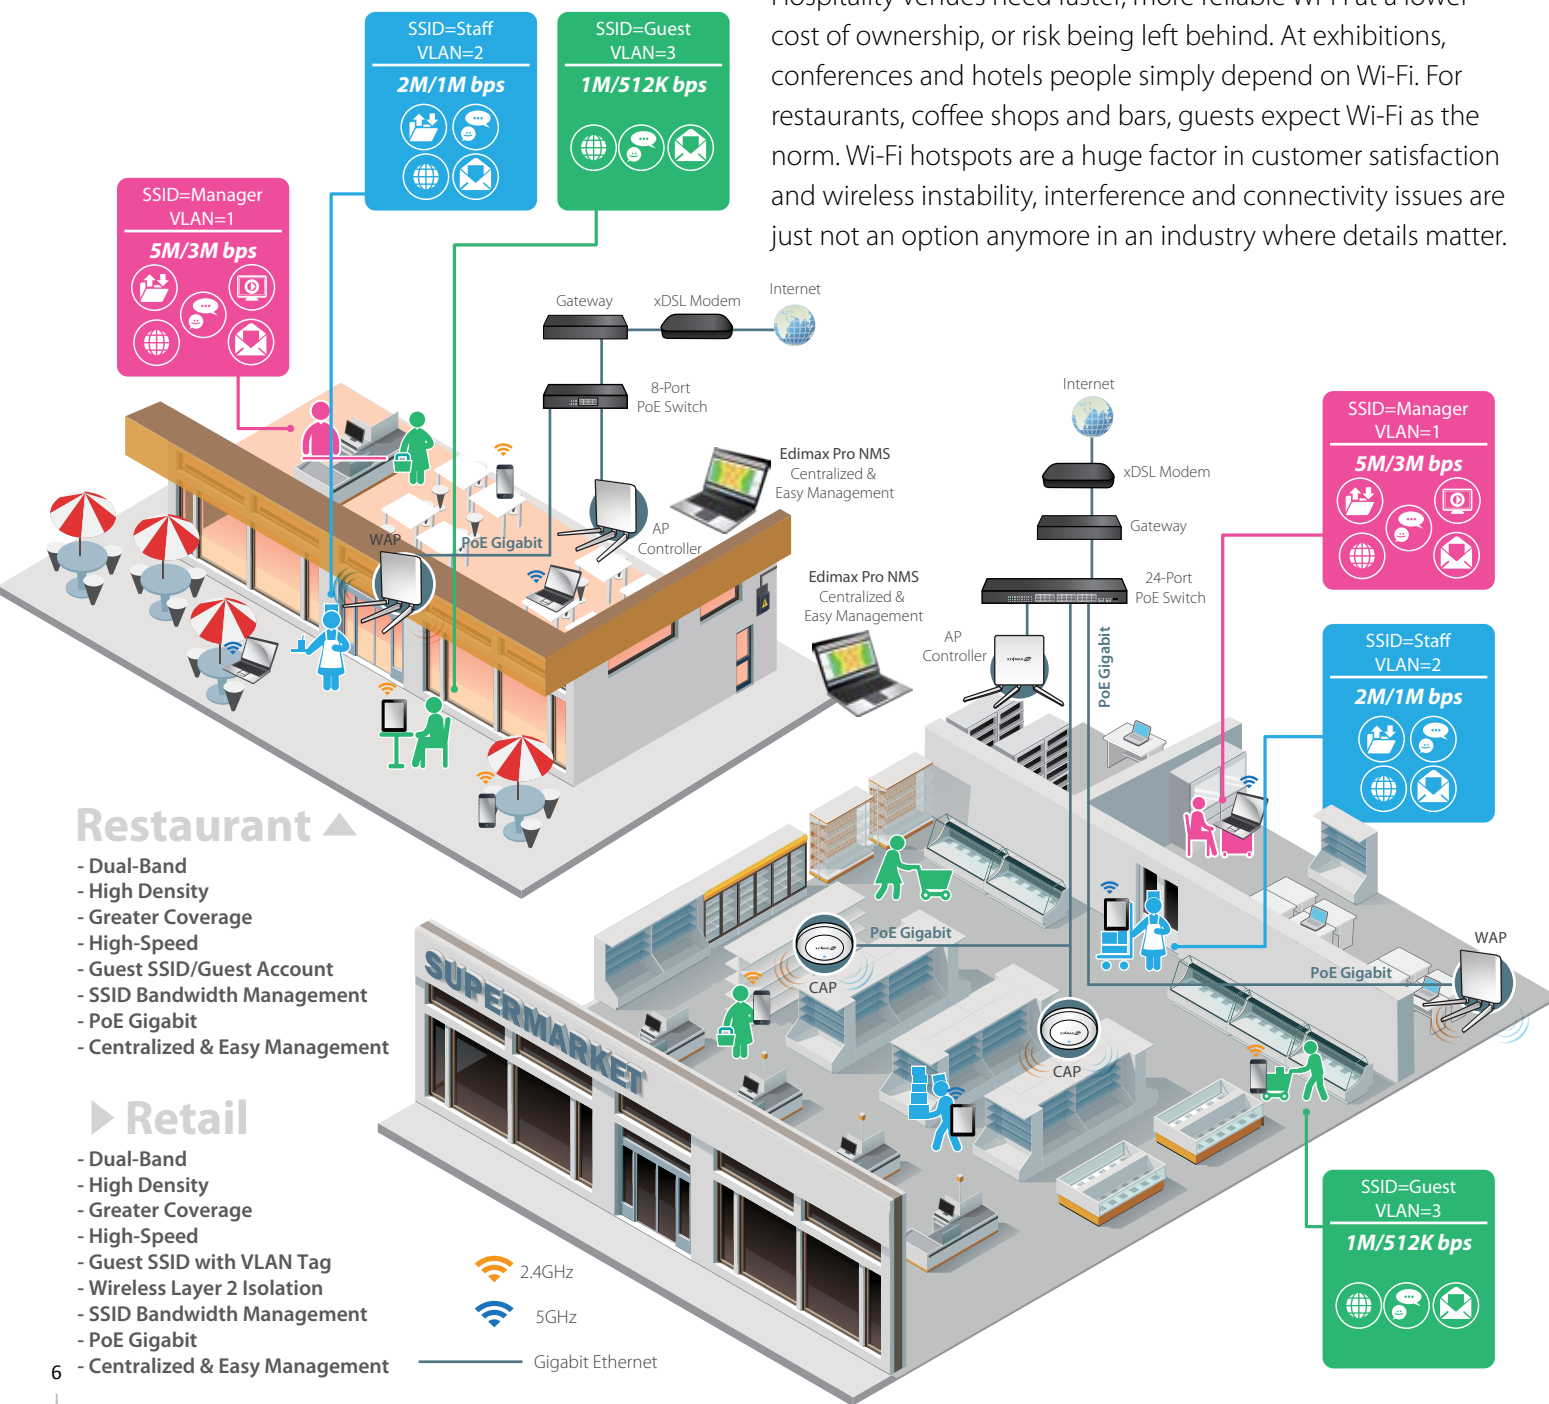 Hospitality venues need faster, more reliable Wi-Fi at a lower
cost of ownership, or risk being left behind. At exhibitions,
conferences and hotels people simply depend on Wi-Fi. For
restaurants, coffee shops and bars, guests expect Wi-Fi as the
norm. Wi-Fi hotspots are a huge factor in customer satisfaction
and wireless instability, interference and connectivity issues are
just not an option anymore in an industry where details matter.
SSID=Staff
VLAN=2
2M/1M bps
SSID=Guest
VLAN=3
1M/512K bps
SSID=Manager
VLAN=1
5M/3M bps
Gateway
xDSL Modem
Internet
8-Port
PoE Switch
Edimax Pro NMS
Centralized &
Easy Management
AP
Controller
WAP
PoE Gigabit
Internet
xDSL Modem
Gateway
24-Port
PoE Switch
Edimax Pro NMS
Centralized &
Easy Management
AP
Controller
PoE Gigabit
SSID=Manager
VLAN=1
5M/3M bps
SSID=Staff
VLAN=2
2M/1M bps
Restaurant
- Dual-Band
- High Density
- Greater Coverage
- High-Speed
- Guest SSID/Guest Account
- SSID Bandwidth Management
- PoE Gigabit
- Centralized & Easy Management
PoE Gigabit
CAP
CAP
PoE Gigabit
WAP
SUPERMARKET
Retail
- Dual-Band
- High Density
- Greater Coverage
- High-Speed
- Guest SSID with VLAN Tag
- Wireless Layer 2 Isolation
- SSID Bandwidth Management
- PoE Gigabit
- Centralized & Easy Management
2.4GHz
5GHz
Gigabit Ethernet
SSID=Guest
VLAN=3
1M/512K bps
6